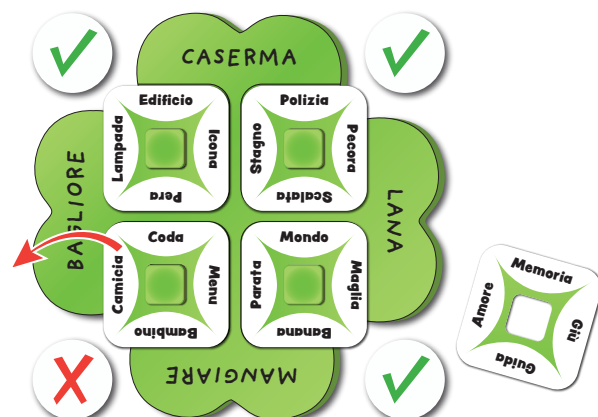 CASERMA
Edificio
Polizia
Lampada
Icona
Stagno
Pecora
Pera
Scalata
BAGLIORE
LANA
Coda
Mondo
Camicia
Menu
Parata
Maglia
Bambino
Banana
MANGIARE
Memoria
Amore
Giù
Guida